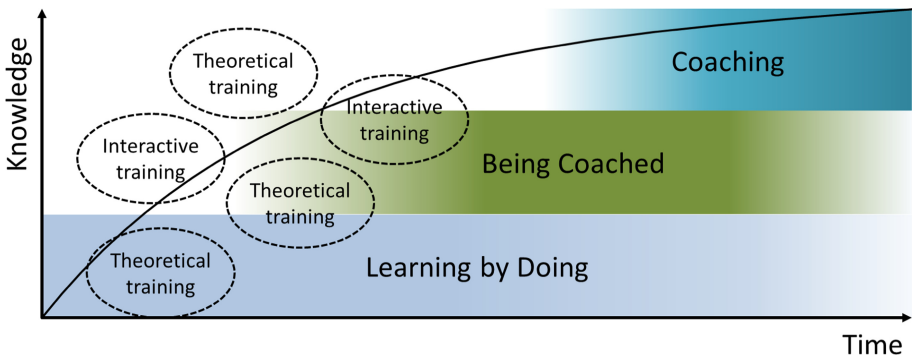 Knowledge
Theoretical
training
Coaching
Interactive
training
Interactive
training
Being Coached
Theoretical
training
Theoretical
training
Learning by Doing
Time